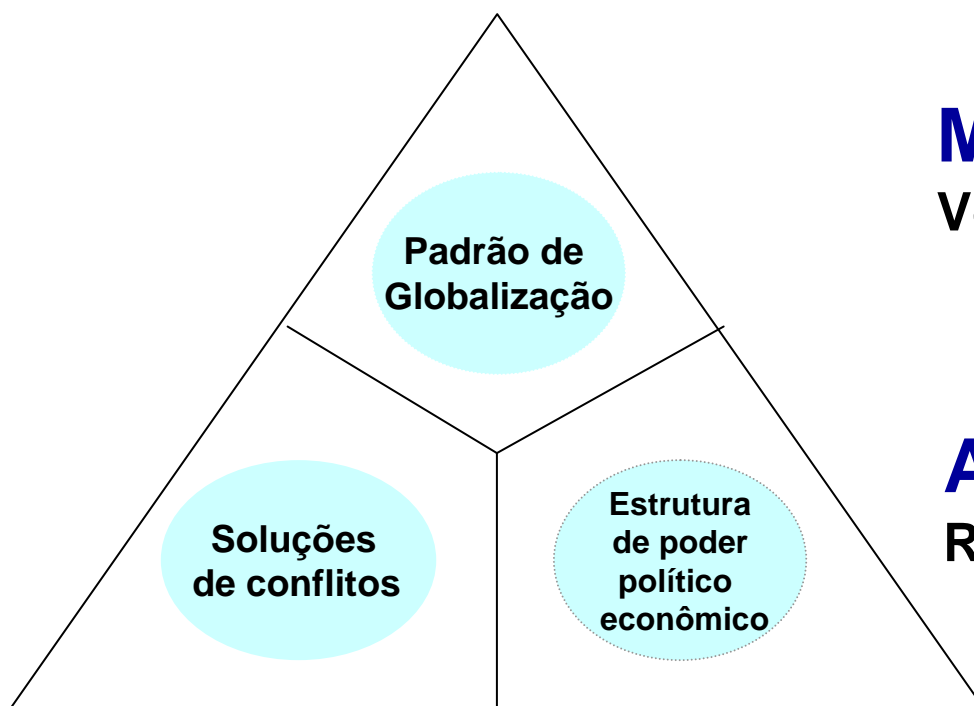 Padrão de
Globalização
Soluções
de conflitos
Estrutura
de poder
político
econômico
M
A
R